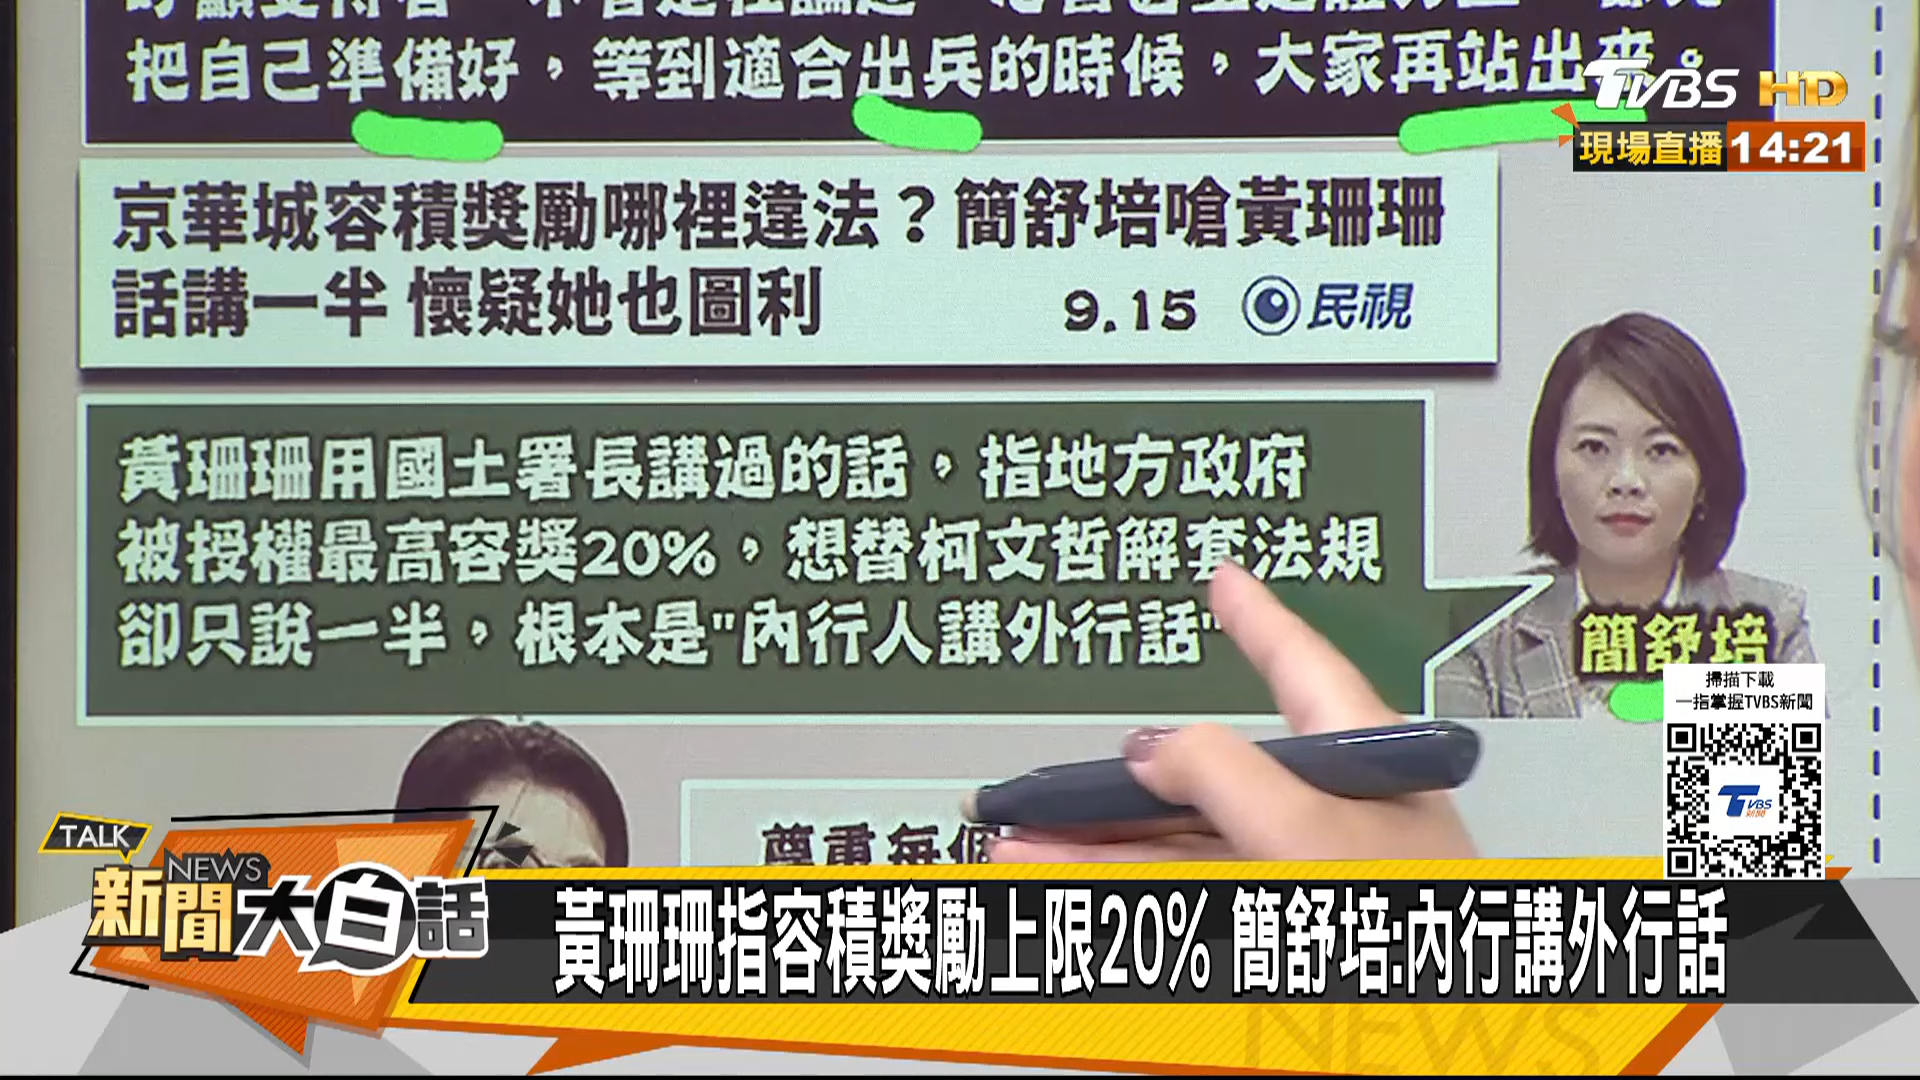 把自己準備好，等到適合出兵的時候，大家再站出來。
TVBS HD
現場直播 14:21
京華城容積獎勵哪裡違法？簡舒培嗆黃珊珊
話講一半 懷疑她也圖利
9.15 民視
黃珊珊用國土署長講過的話，指地方政府
被授權最高容獎20%，想替柯文哲解套法規
卻只說一半，根本是"內行人講外行話"
簡舒培
掃描下載
一指掌握TVBS新聞
TVBS
新聞
TALK
NEWS
新聞大白話
黃珊珊指容積獎勵上限20% 簡舒培:內行講外行話
NEWS